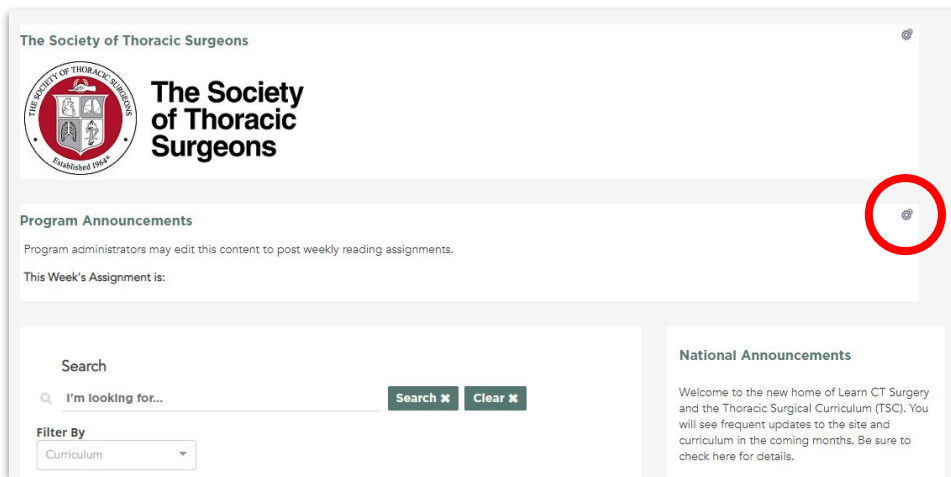 The Society of Thoracic Surgeons
THE SOCIETY OF THORACIC SURGEONS
Established 1964
The Society
of Thoracic
Surgeons
Program Announcements
Program administrators may edit this content to post weekly reading assignments.
This Week's Assignment is:
Search
I'm looking for...
Search ✖
Clear ✖
Filter By
Curriculum
National Announcements
Welcome to the new home of Learn CT Surgery
and the Thoracic Surgical Curriculum (TSC). You
will see frequent updates to the site and
curriculum in the coming months. Be sure to
check here for details.